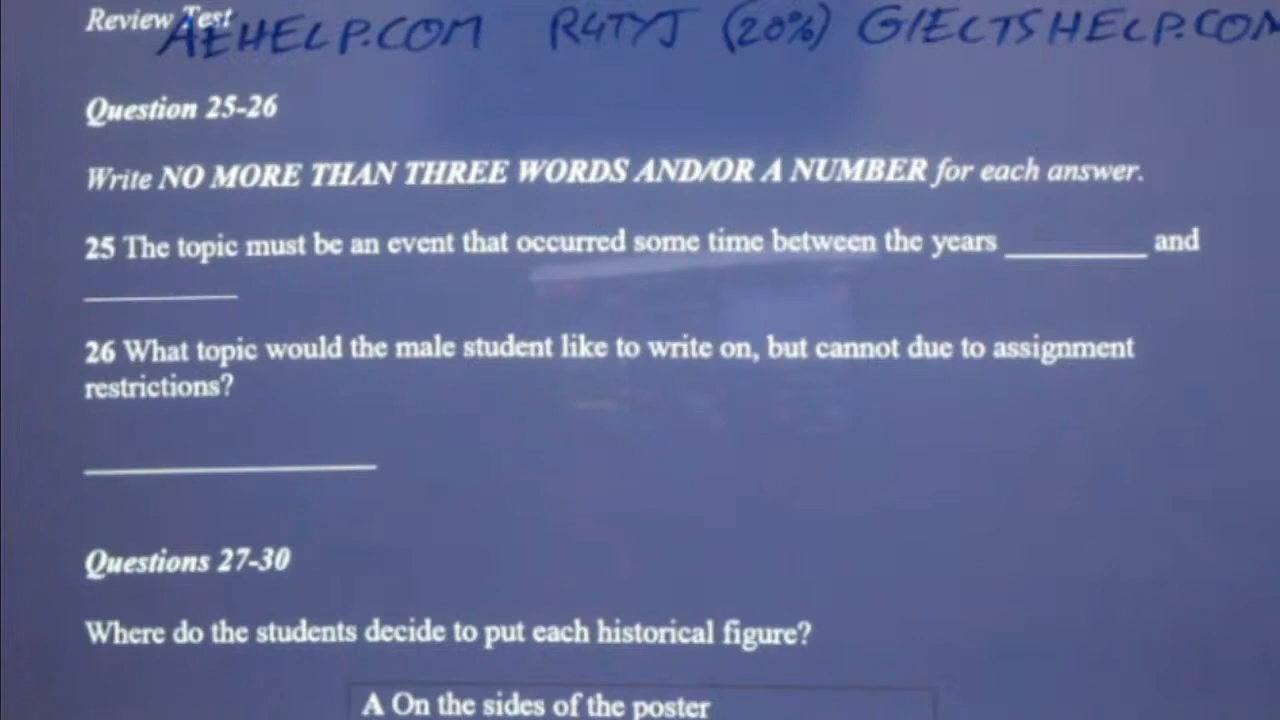 Review Test
AEHELP.COM R4TYJ (20%) GIELTSHELP.COM
Question 25-26
Write NO MORE THAN THREE WORDS AND/OR A NUMBER for each answer.
25 The topic must be an event that occurred some time between the years __________ and
__________
26 What topic would the male student like to write on, but cannot due to assignment
restrictions?
____________________
Questions 27-30
Where do the students decide to put each historical figure?
A On the sides of the poster